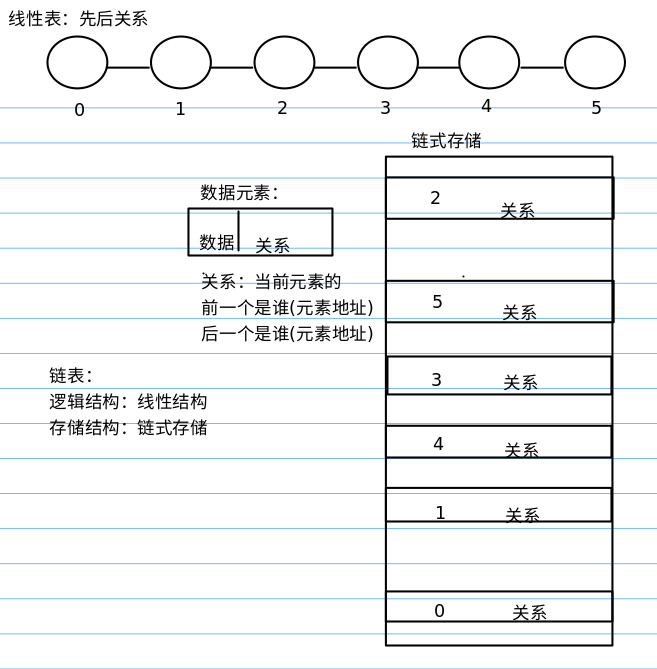 线性表：先后关系
0 1 2 3 4 5
链式存储
2 关系
数据元素：
数据 关系
关系：当前元素的
前一个是谁(元素地址)
后一个是谁(元素地址)
5 关系
3 关系
链表：
逻辑结构：线性结构
存储结构：链式存储
4 关系
1 关系
0 关系